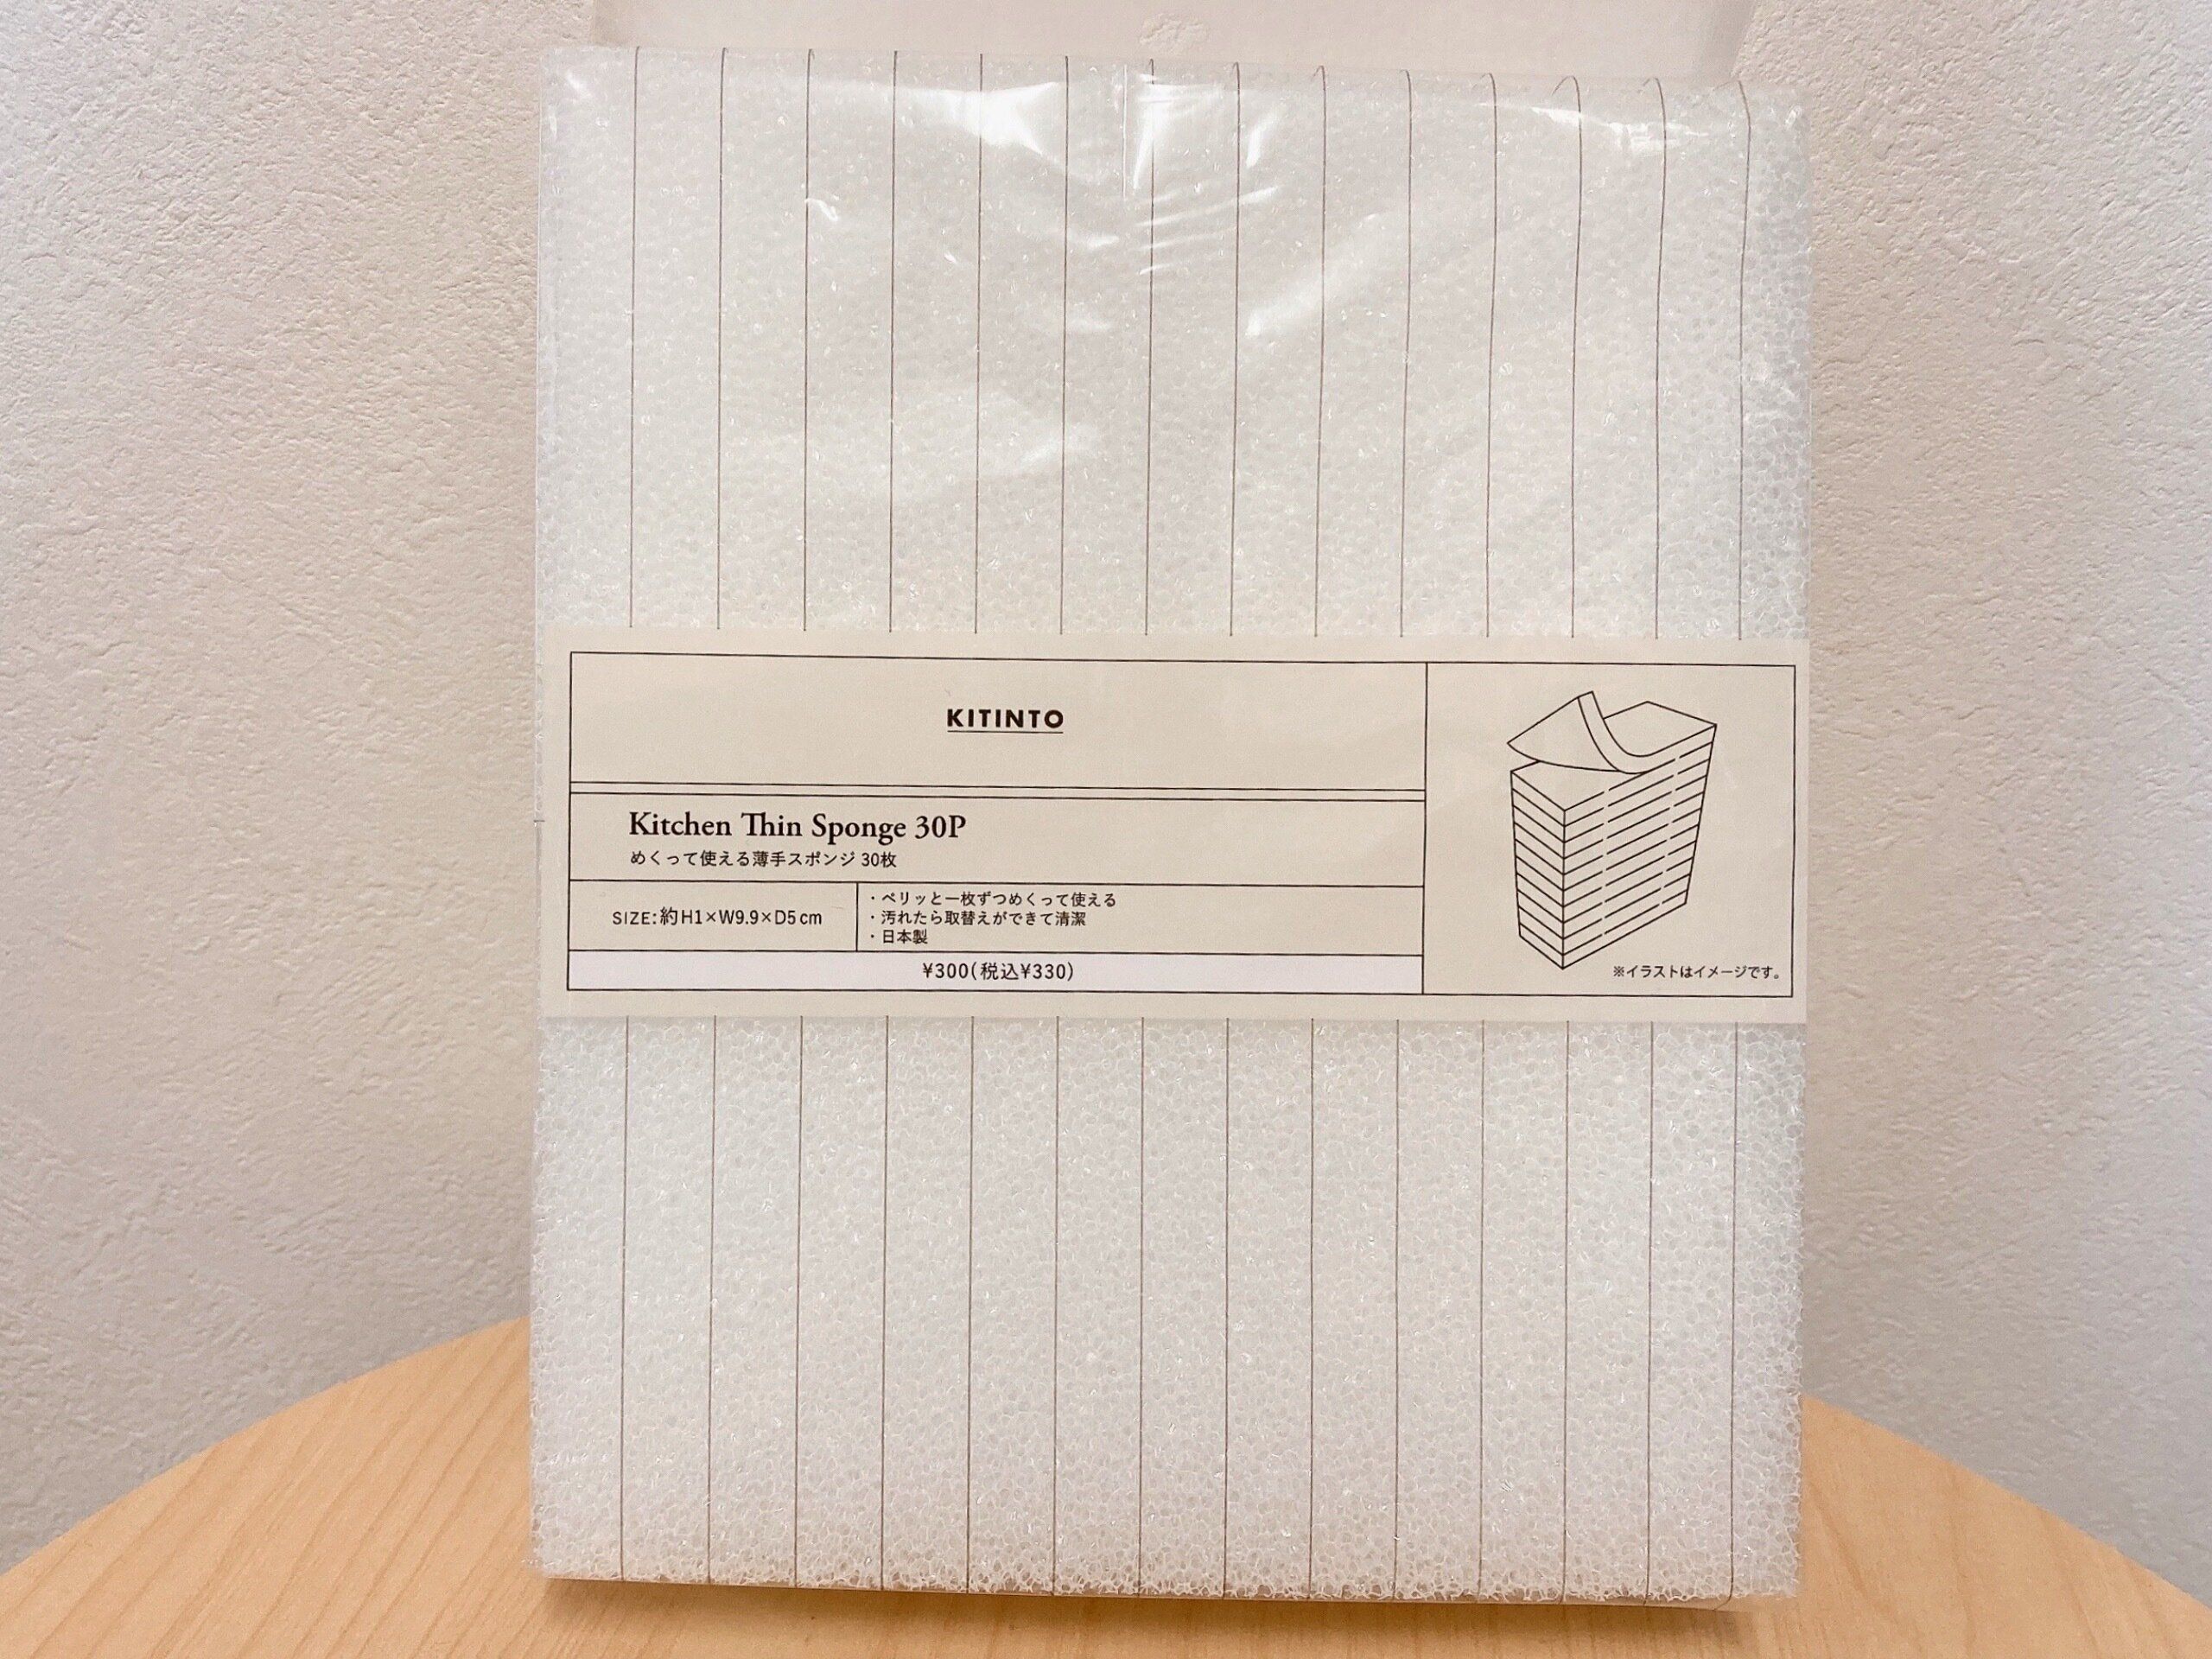 KITINTO
Kitchen Thin Sponge 30P
めくって使える薄手スポンジ 30枚
SIZE:約H1×W9.9×D5cm
・ペリッと一枚ずつめくって使える
・汚れたら取替えができて清潔
・日本製
¥300(税込¥330)
※イラストはイメージです。